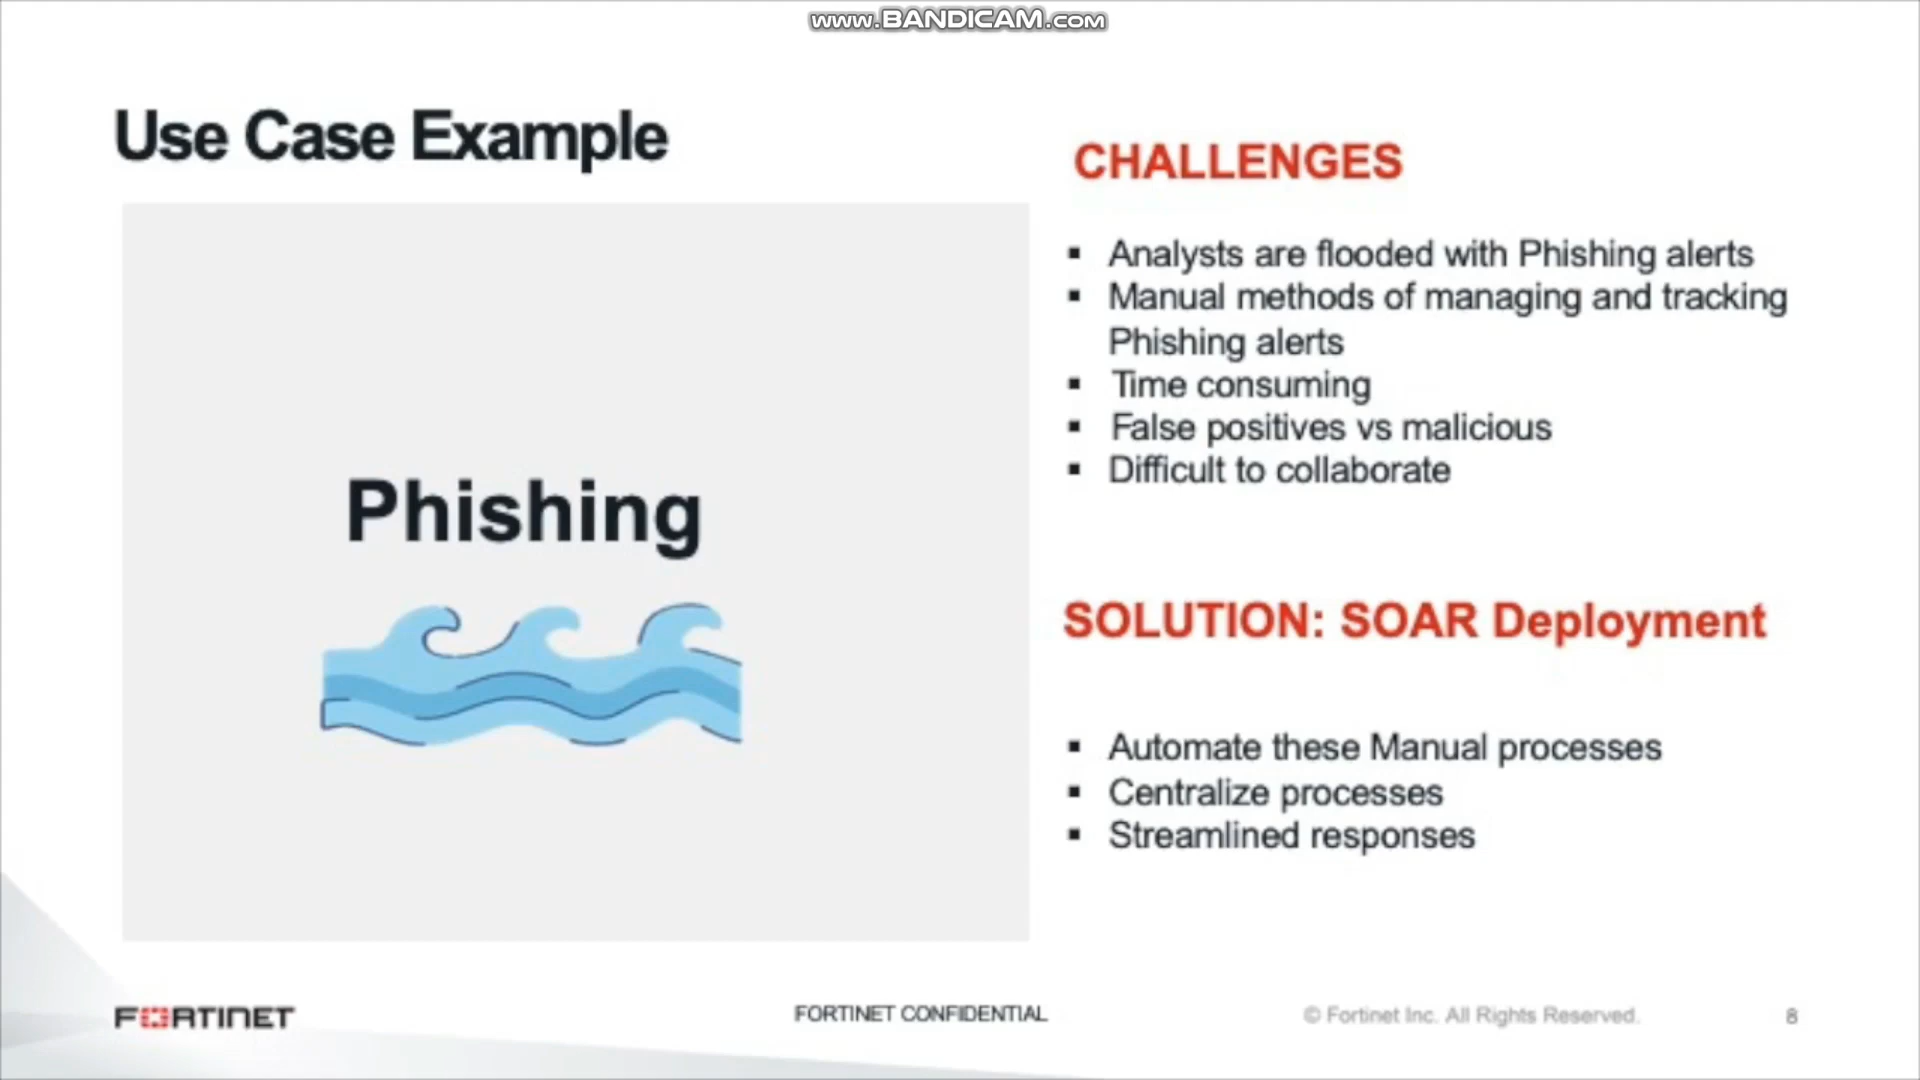 www.BANDICAM.com
Use Case Example
Phishing
CHALLENGES
▪ Analysts are flooded with Phishing alerts
▪ Manual methods of managing and tracking
Phishing alerts
▪ Time consuming
▪ False positives vs malicious
▪ Difficult to collaborate
SOLUTION: SOAR Deployment
▪ Automate these Manual processes
▪ Centralize processes
▪ Streamlined responses
FORTINET
FORTINET CONFIDENTIAL
© Fortinet Inc. All Rights Reserved.
8